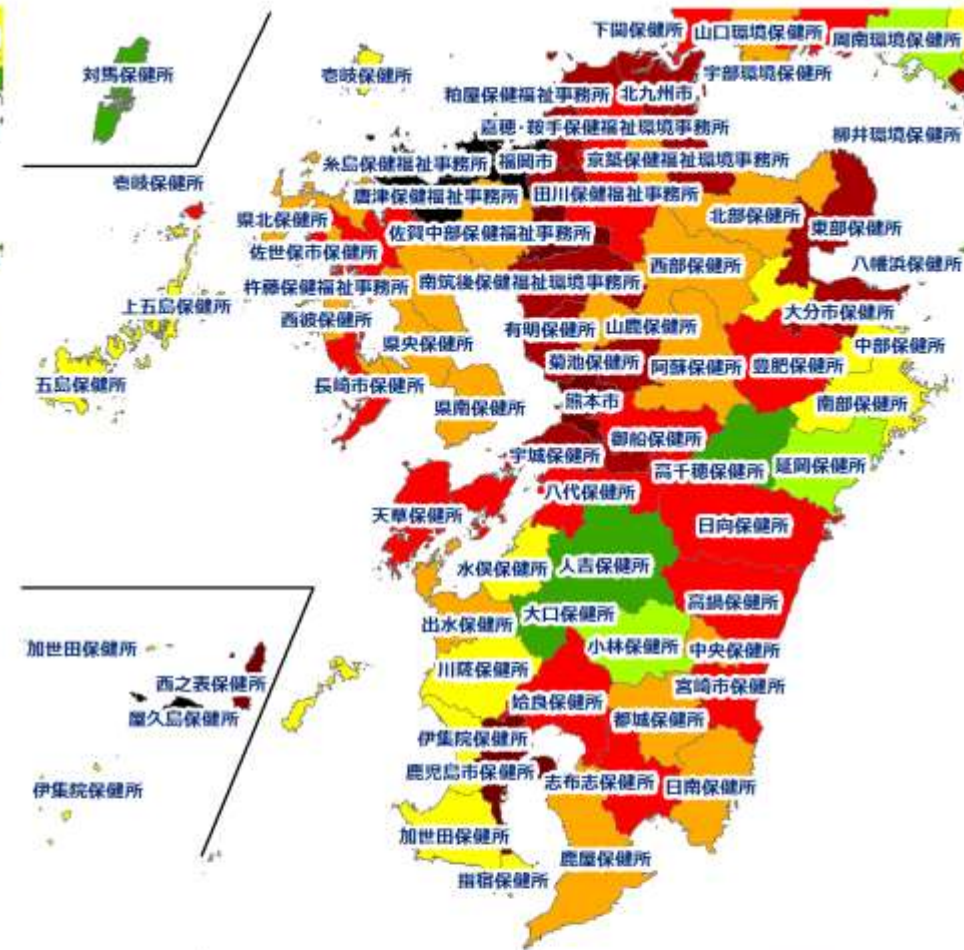 下関保健所
山口環境保健所
周南環境保健所
対馬保健所
壱岐保健所
宇部環境保健所
粕屋保健福祉事務所
北九州市
嘉穂・鞍手保健福祉環境事務所
柳井環境保健所
糸島保健福祉事務所
福岡市
京築保健福祉環境事務所
壱岐保健所
唐津保健福祉事務所
田川保健福祉事務所
県北保健所
北部保健所
佐賀中部保健福祉事務所
東部保健所
佐世保市保健所
西部保健所
八幡浜保健所
杵藤保健福祉事務所
南筑後保健福祉環境事務所
上五島保健所
大分市保健所
西彼保健所
有明保健所
山鹿保健所
県央保健所
中部保健所
菊池保健所
阿蘇保健所
豊肥保健所
五島保健所
長崎市保健所
県南保健所
熊本市
南部保健所
御船保健所
宇城保健所
高千穂保健所
延岡保健所
八代保健所
天草保健所
日向保健所
水俣保健所
人吉保健所
高鍋保健所
大口保健所
出水保健所
加世田保健所
小林保健所
中央保健所
川薩保健所
西之表保健所
宮崎市保健所
姶良保健所
屋久島保健所
都城保健所
伊集院保健所
鹿児島市保健所
志布志保健所
日南保健所
伊集院保健所
加世田保健所
鹿屋保健所
指宿保健所